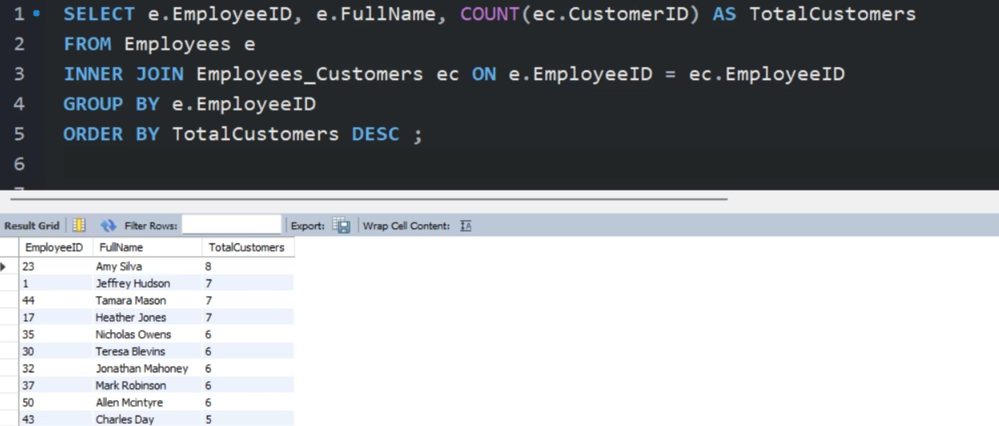 1 SELECT e.EmployeeID, e.FullName, COUNT(ec.CustomerID) AS TotalCustomers
2 FROM Employees e
3 INNER JOIN Employees_Customers ec ON e.EmployeeID = ec.EmployeeID
4 GROUP BY e.EmployeeID
5 ORDER BY TotalCustomers DESC ;
6
Result Grid Filter Rows: Export: Wrap Cell Content: IA
EmployeeID FullName TotalCustomers
23 Amy Silva 8
1 Jeffrey Hudson 7
44 Tamara Mason 7
17 Heather Jones 7
35 Nicholas Owens 6
30 Teresa Blevins 6
32 Jonathan Mahoney 6
37 Mark Robinson 6
50 Allen Mcintyre 6
43 Charles Day 5